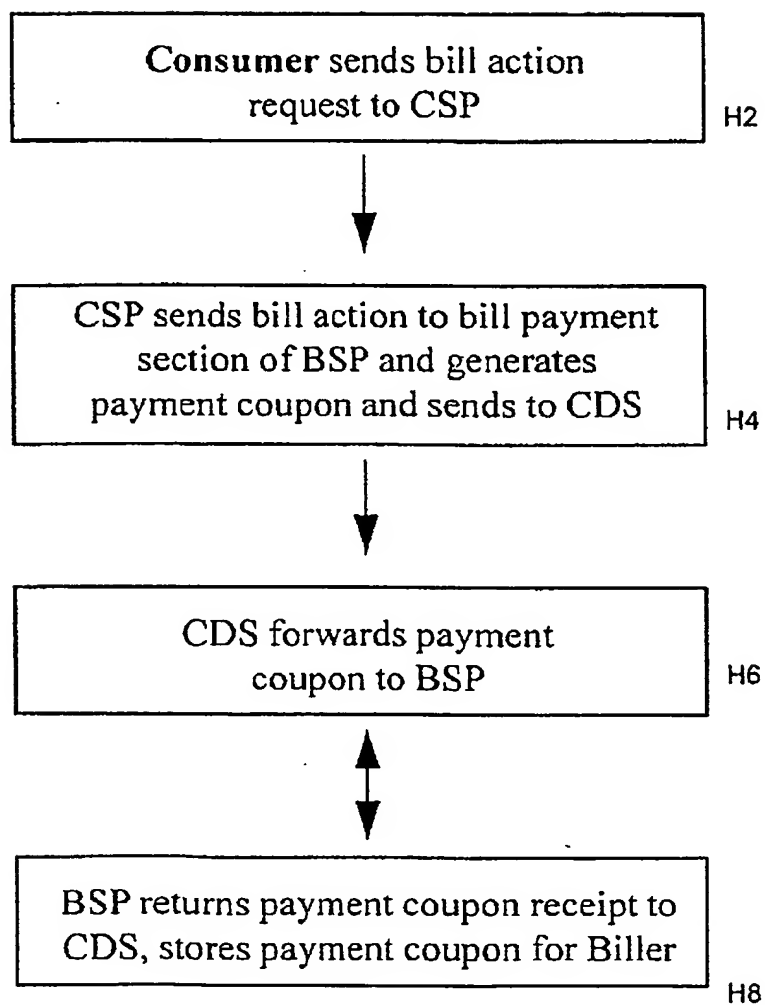 Consumer sends bill action
request to CSP
H2
CSP sends bill action to bill payment
section of BSP and generates
payment coupon and sends to CDS
H4
CDS forwards payment
coupon to BSP
H6
BSP returns payment coupon receipt to
CDS, stores payment coupon for Biller
H8